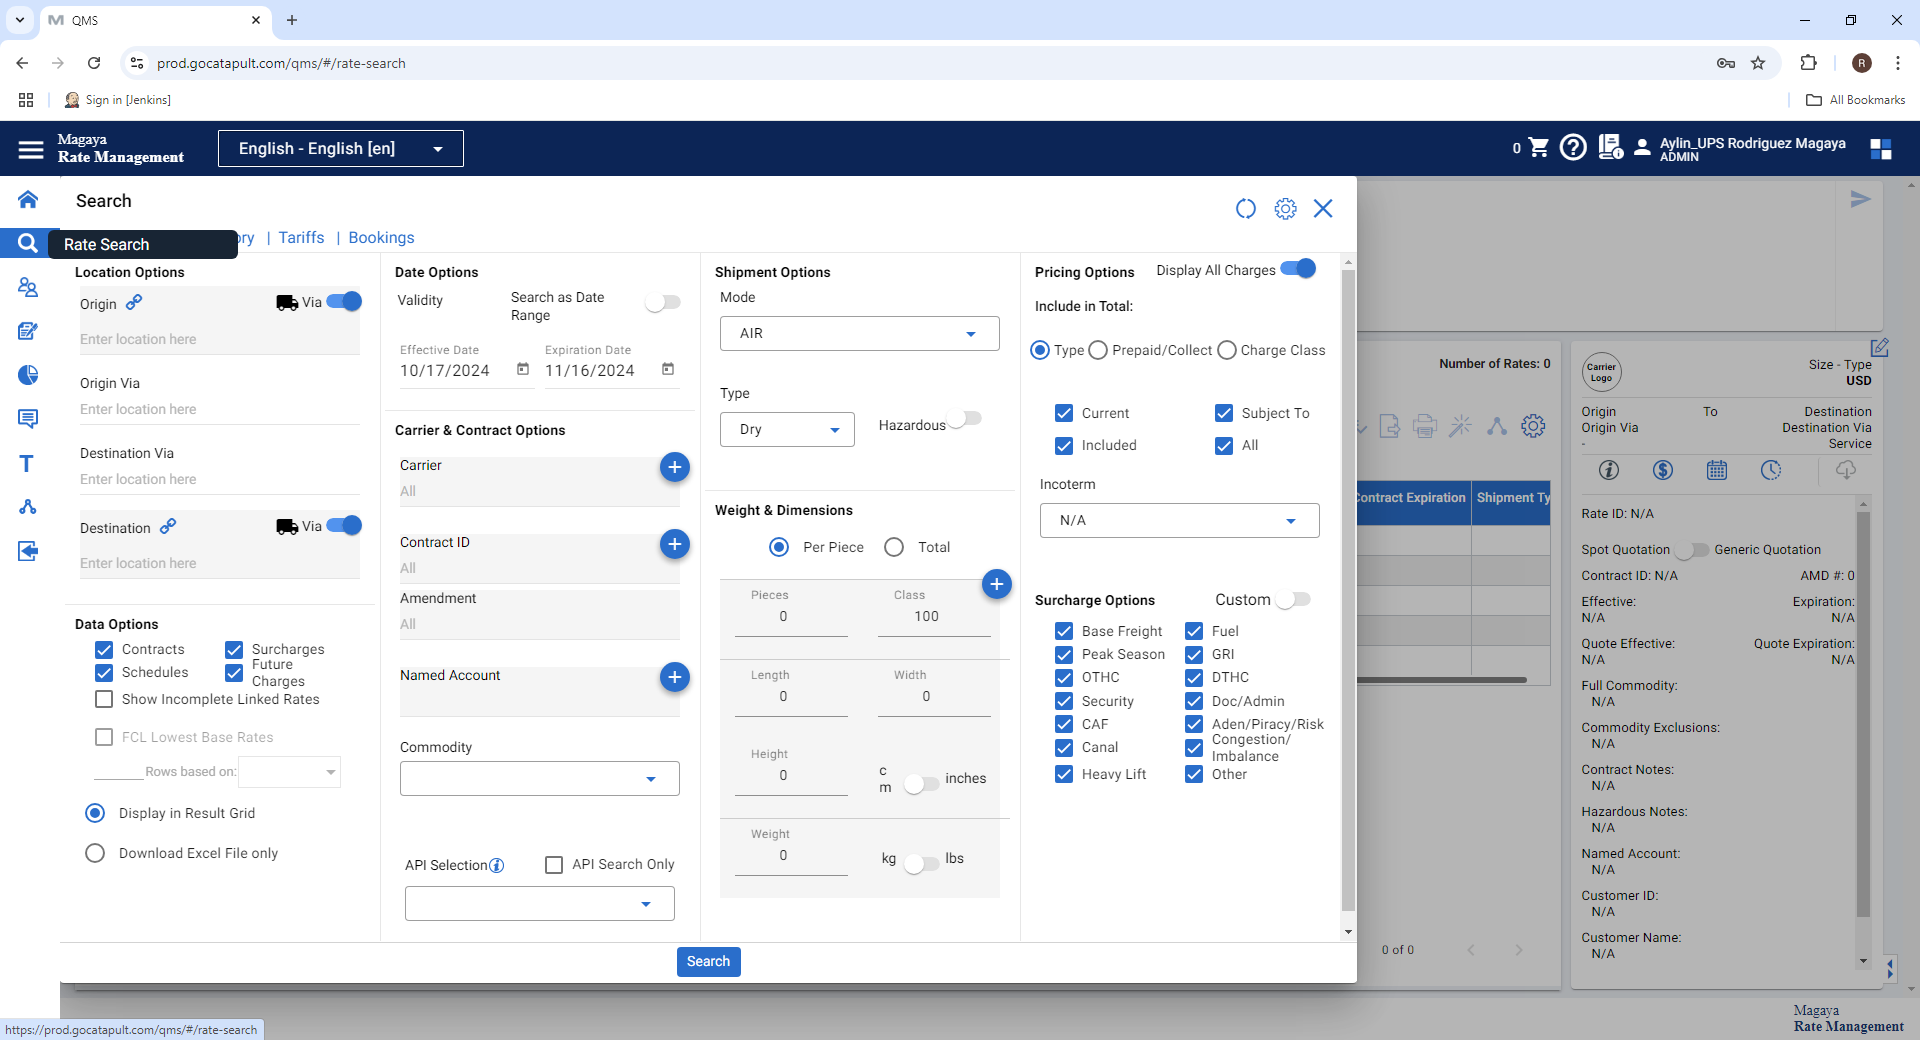 QMS
prod.gocatapult.com/qms/#/rate-search
Sign in [Jenkins]
All Bookmarks
R
Magaya
Rate Management
English - English [en]
0
Aylin_UPS Rodriguez Magaya
ADMIN
Search
Rate Search
ory | Tariffs | Bookings
Location Options
Origin
Via
Enter location here
Origin Via
Enter location here
Destination Via
Enter location here
Destination
Via
Enter location here
Data Options
Contracts
Surcharges
Schedules
Future
Charges
Show Incomplete Linked Rates
FCL Lowest Base Rates
Rows based on:
Display in Result Grid
Download Excel File only
Date Options
Validity
Search as Date
Range
Effective Date
10/17/2024
Expiration Date
11/16/2024
Carrier & Contract Options
Carrier
All
Contract ID
All
Amendment
All
Named Account
Commodity
API Selection
API Search Only
Shipment Options
Mode
AIR
Type
Dry
Hazardous
Weight & Dimensions
Per Piece
Total
Pieces
0
Class
100
Length
0
Width
0
Height
0
c
m
inches
Weight
0
kg
lbs
Pricing Options
Display All Charges
Include in Total:
Type
Prepaid/Collect
Charge Class
Current
Subject To
Included
All
Incoterm
N/A
Surcharge Options
Custom
Base Freight
Fuel
Peak Season
GRI
OTHC
DTHC
Security
Doc/Admin
CAF
Aden/Piracy/Risk
Canal
Congestion/
Imbalance
Heavy Lift
Other
Search
Number of Rates: 0
Contract Expiration
Shipment Ty
0 of 0
Carrier
Logo
Size - Type
USD
Origin
To
Destination
Origin Via
Destination Via
-
Service
Rate ID: N/A
Spot Quotation
Generic Quotation
Contract ID: N/A
AMD #: 0
Effective:
N/A
Expiration:
N/A
Quote Effective:
N/A
Quote Expiration:
N/A
Full Commodity:
N/A
Commodity Exclusions:
N/A
Contract Notes:
N/A
Hazardous Notes:
N/A
Named Account:
N/A
Customer ID:
N/A
Customer Name:
N/A
https://prod.gocatapult.com/qms/#/rate-search
Magaya
Rate Management